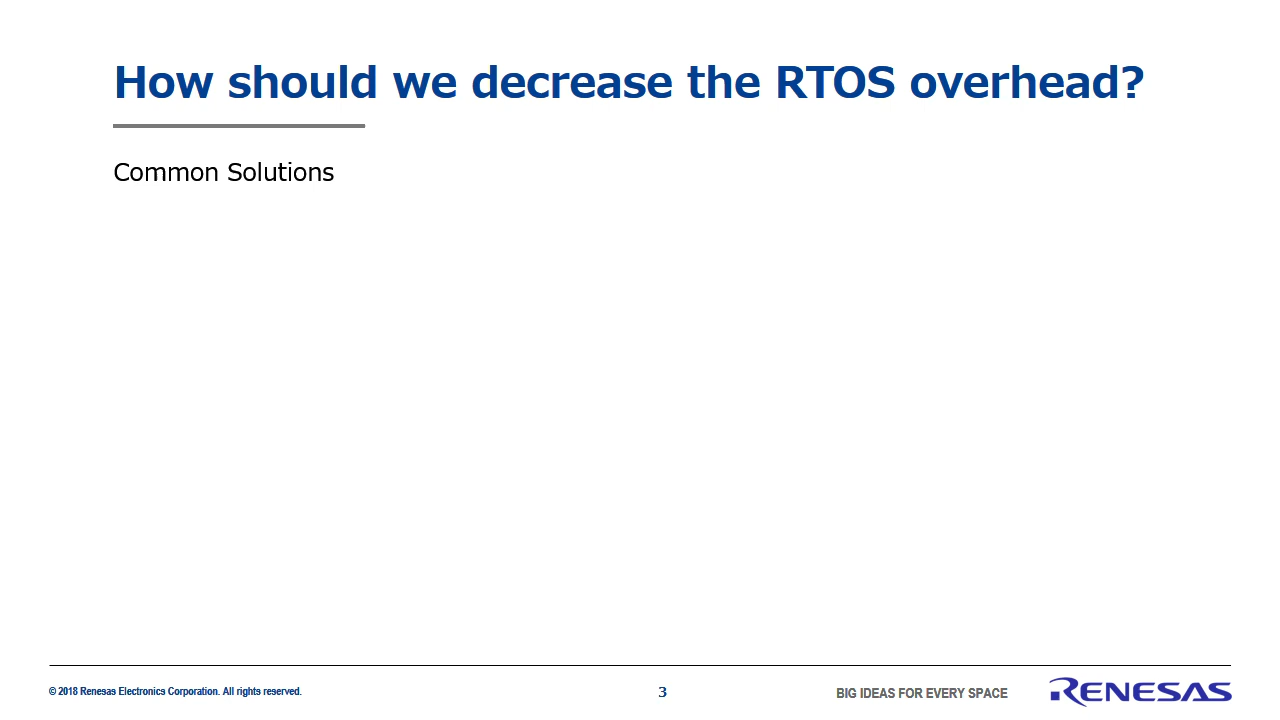 How should we decrease the RTOS overhead?
Common Solutions
© 2018 Renesas Electronics Corporation. All rights reserved.
3
BIG IDEAS FOR EVERY SPACE
RENESAS